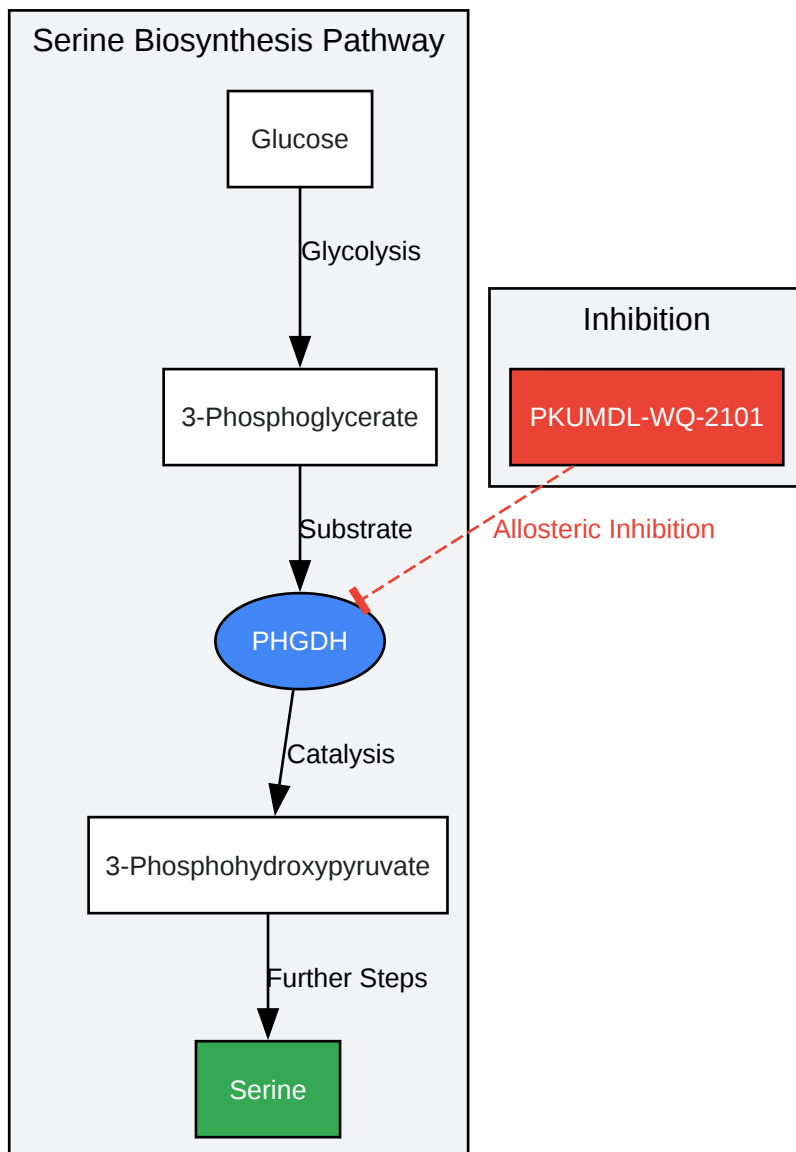 Serine Biosynthesis Pathway
Glucose
Glycolysis
Inhibition
3-Phosphoglycerate
PKUMDL-WQ-2101
Substrate
Allosteric Inhibition
PHGDH
Catalysis
3-Phosphohydroxypyruvate
Further Steps
Serine